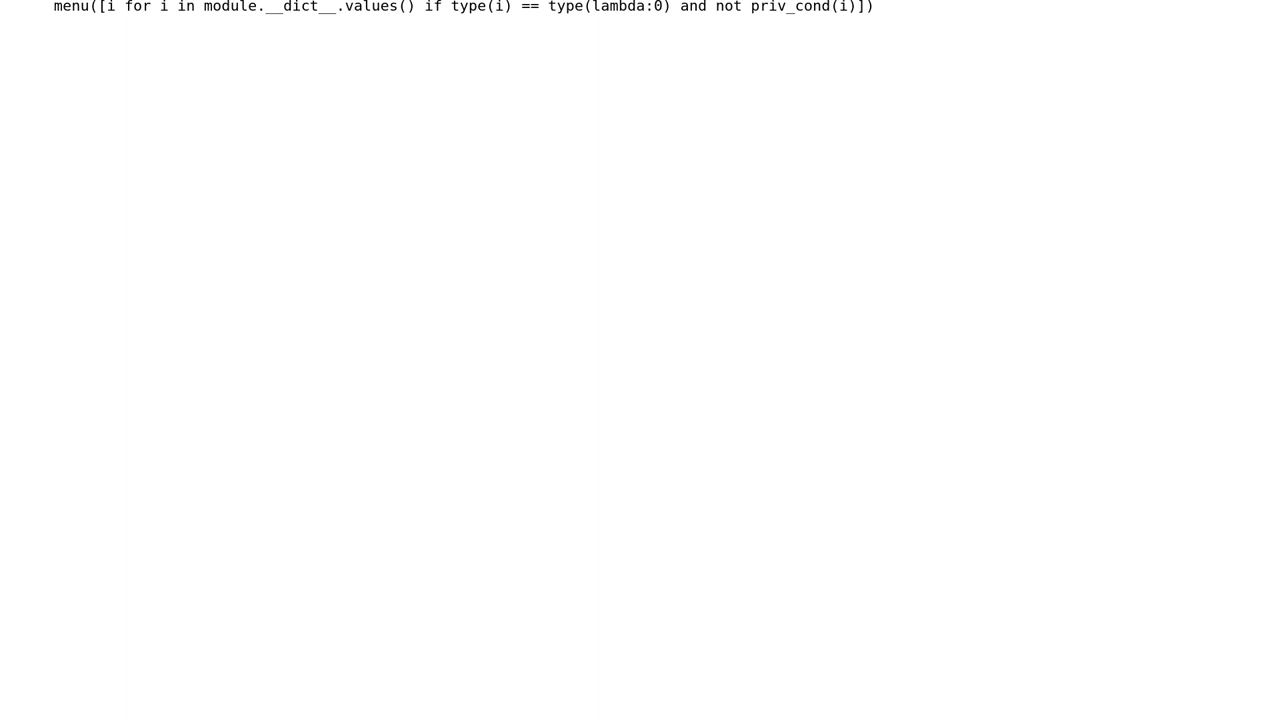 menu([i for i in module.__dict__.values() if type(i) == type(lambda:0) and not priv_cond(i)])